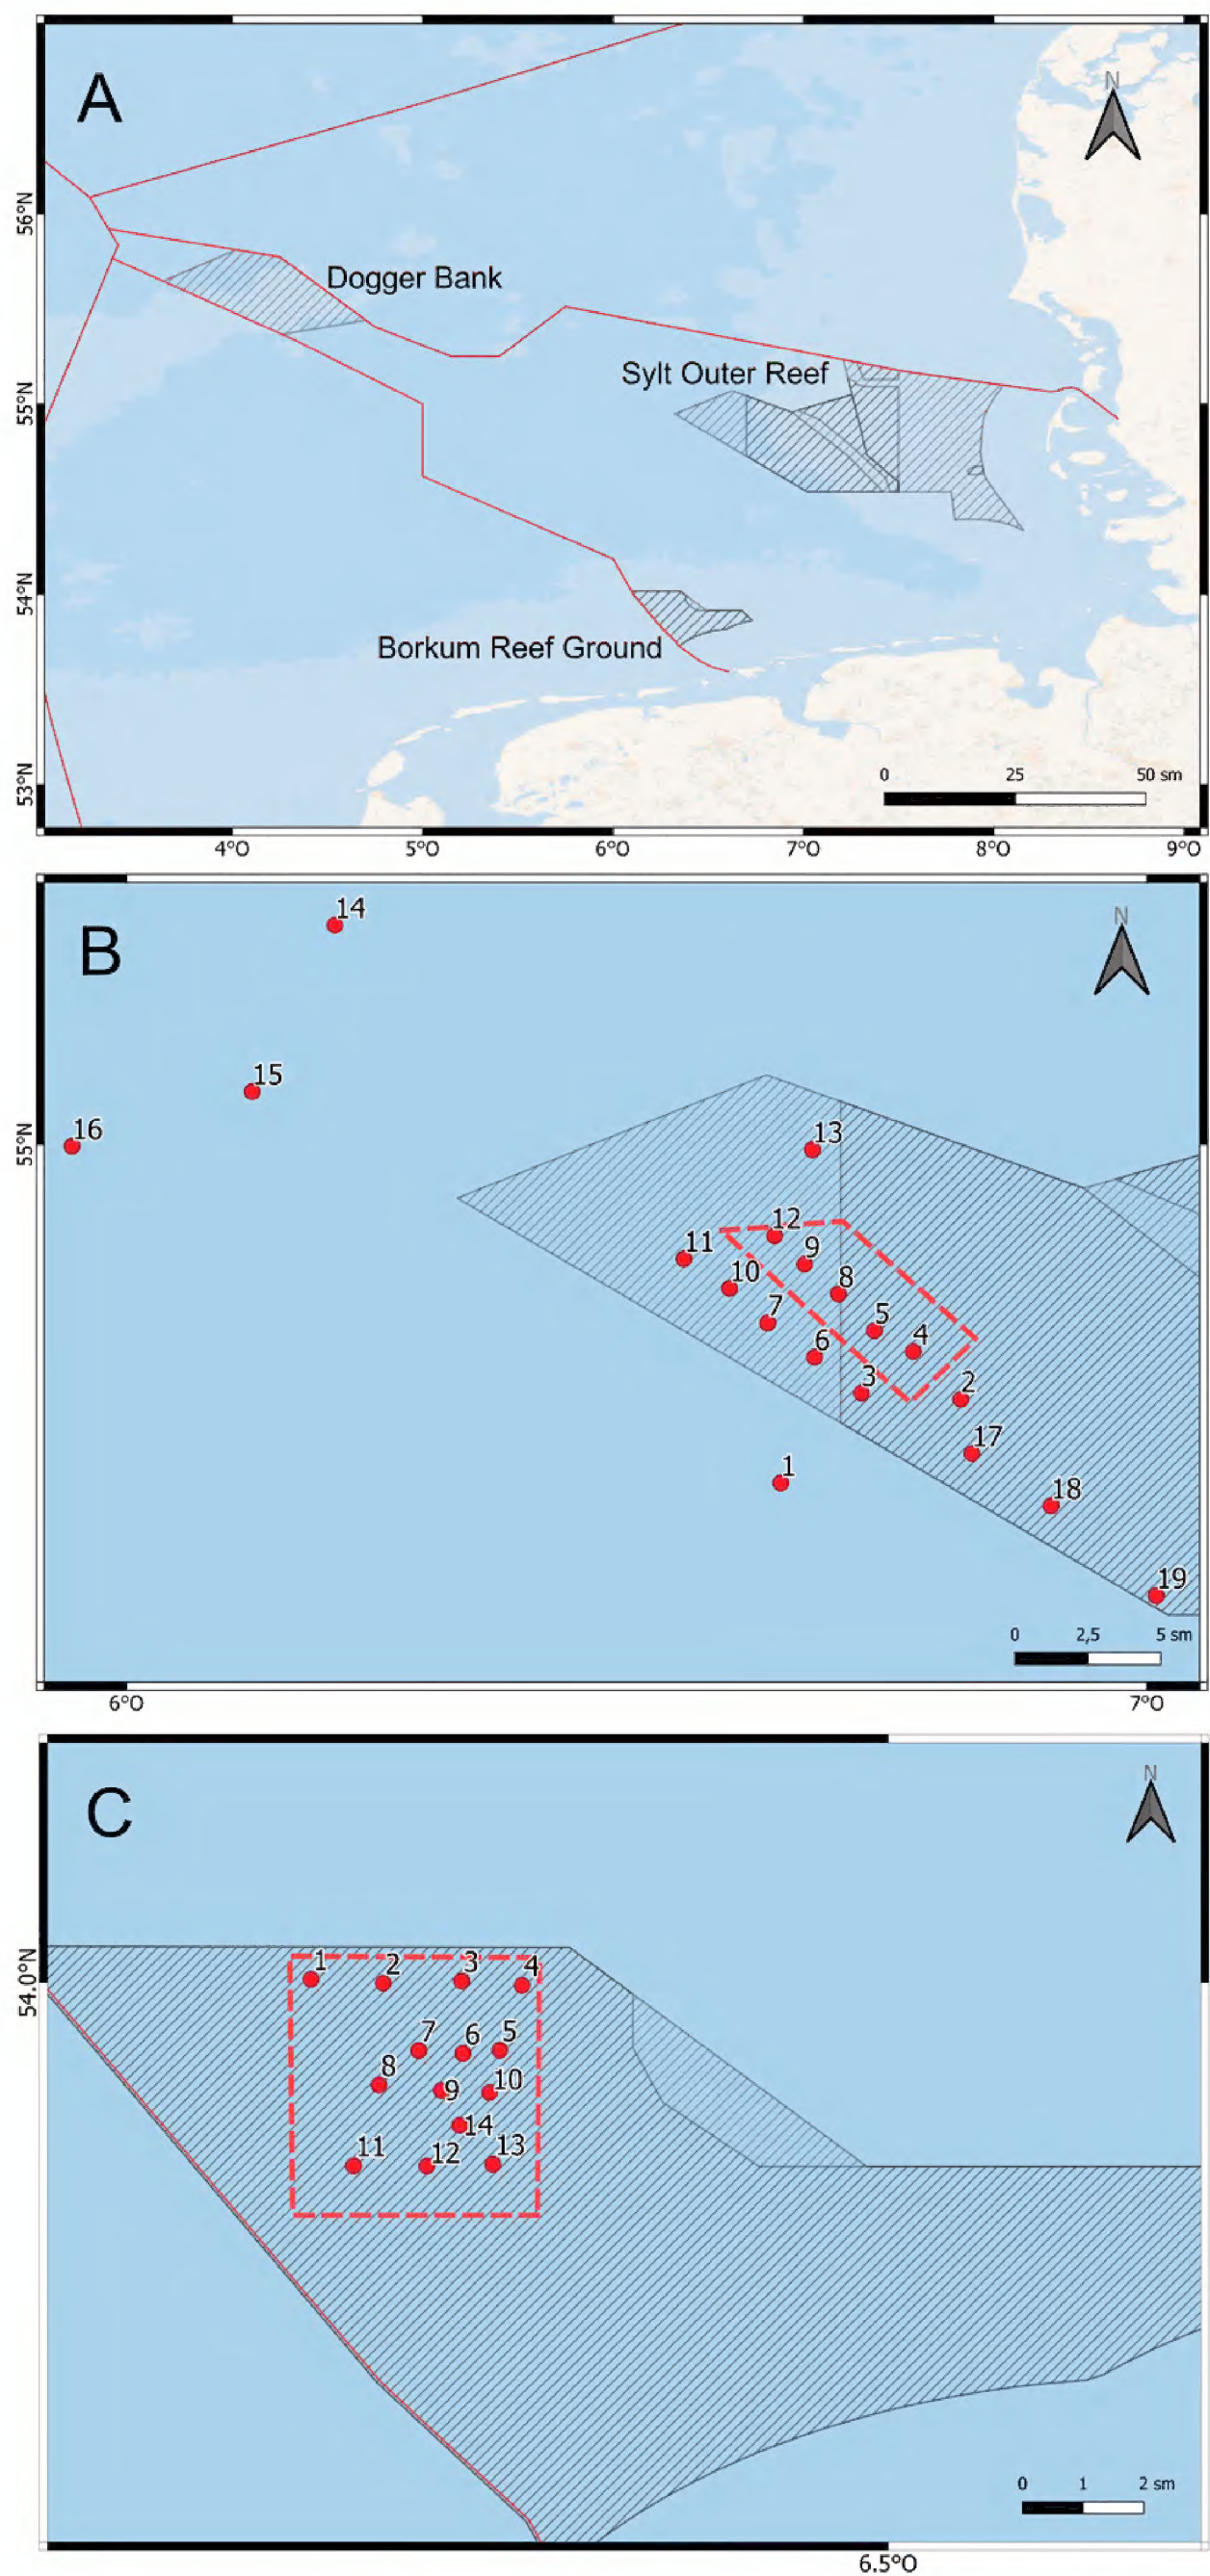 A
N
56°N
Dogger Bank
Sylt Outer Reef
55°N
54°N
Borkum Reef Ground
53°N
0 25 50 sm
4°O 5°O 6°O 7°O 8°O 9°O
B
N
14
15
16
55°N
13
12
11
9
10
8
7
5
6
4
3
2
17
1
18
19
0 2,5 5 sm
6°O 7°O
C
N
54.0°N
1 2 3 4
7 6 5
8
9 10
14
11 12 13
0 1 2 sm
6.5°O